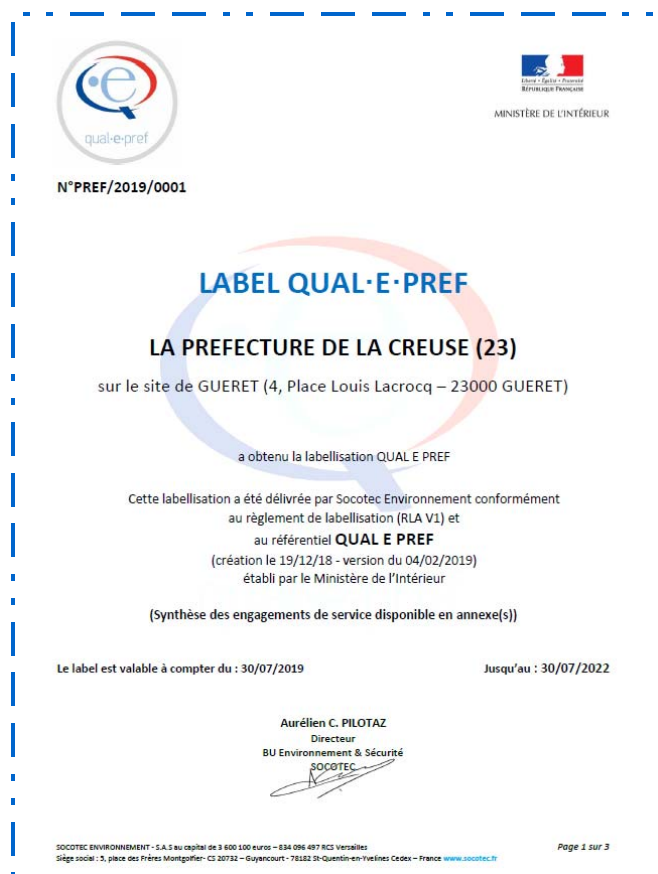 qual·e·pref
Liberté • Égalité • Fraternité
RÉPUBLIQUE FRANÇAISE
MINISTÈRE DE L'INTÉRIEUR
N°PREF/2019/0001
LABEL QUAL·E·PREF
LA PREFECTURE DE LA CREUSE (23)
sur le site de GUERET (4, Place Louis Lacrocq – 23000 GUERET)
a obtenu la labellisation QUAL E PREF
Cette labellisation a été délivrée par Socotec Environnement conformément
au règlement de labellisation (RLA V1) et
au référentiel QUAL E PREF
(création le 19/12/18 - version du 04/02/2019)
établi par le Ministère de l'Intérieur
(Synthèse des engagements de service disponible en annexe(s))
Le label est valable à compter du : 30/07/2019 Jusqu'au : 30/07/2022
Aurélien C. PILOTAZ
Directeur
BU Environnement & Sécurité
SOCOTEC
SOCOTEC ENVIRONNEMENT - S.A.S au capital de 3 600 100 euros – 834 096 497 RCS Versailles Page 1 sur 3
Siège social : 5, place des Frères Montgolfier- CS 20732 – Guyancourt - 78182 St-Quentin-en-Yvelines Cedex – France www.socotec.fr